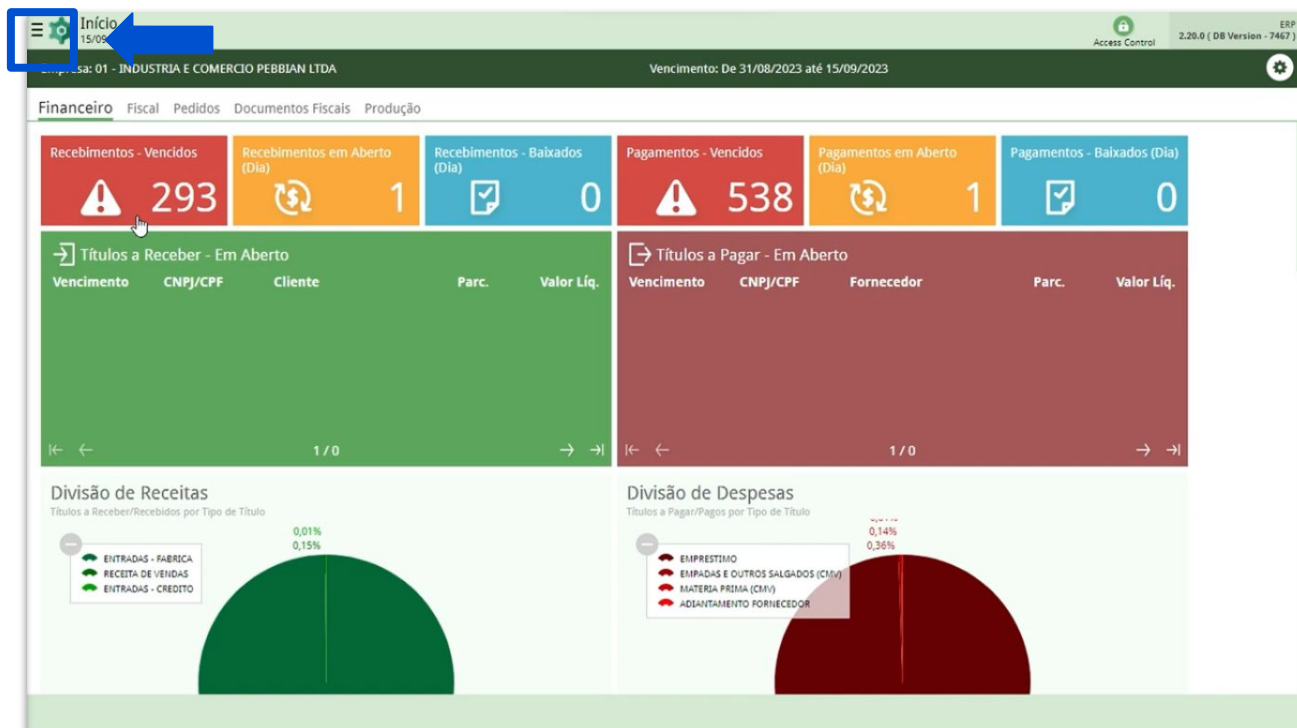 Início
15/09
Access Control
ERP
2.20.0 ( DB Version - 7467 )
Empresa: 01 - INDUSTRIA E COMERCIO PEBBIAN LTDA
Vencimento: De 31/08/2023 até 15/09/2023
Financeiro Fiscal Pedidos Documentos Fiscais Produção
Recebimentos - Vencidos
293
Recebimentos em Aberto
(Dia)
1
Recebimentos - Baixados
(Dia)
0
Pagamentos - Vencidos
538
Pagamentos em Aberto
(Dia)
1
Pagamentos - Baixados (Dia)
0
Títulos a Receber - Em Aberto
Vencimento CNPJ/CPF Cliente Parc. Valor Líq.
1 / 0
Títulos a Pagar - Em Aberto
Vencimento CNPJ/CPF Fornecedor Parc. Valor Líq.
1 / 0
Divisão de Receitas
Títulos a Receber/Recebidos por Tipo de Título
0,01%
0,15%
ENTRADAS - FABRICA
RECEITA DE VENDAS
ENTRADAS - CREDITO
Divisão de Despesas
Títulos a Pagar/Pagos por Tipo de Título
0,14%
0,36%
EMPRESTIMO
EMPADAS E OUTROS SALGADOS (CMV)
MATERIA PRIMA (CMV)
ADIANTAMENTO FORNECEDOR